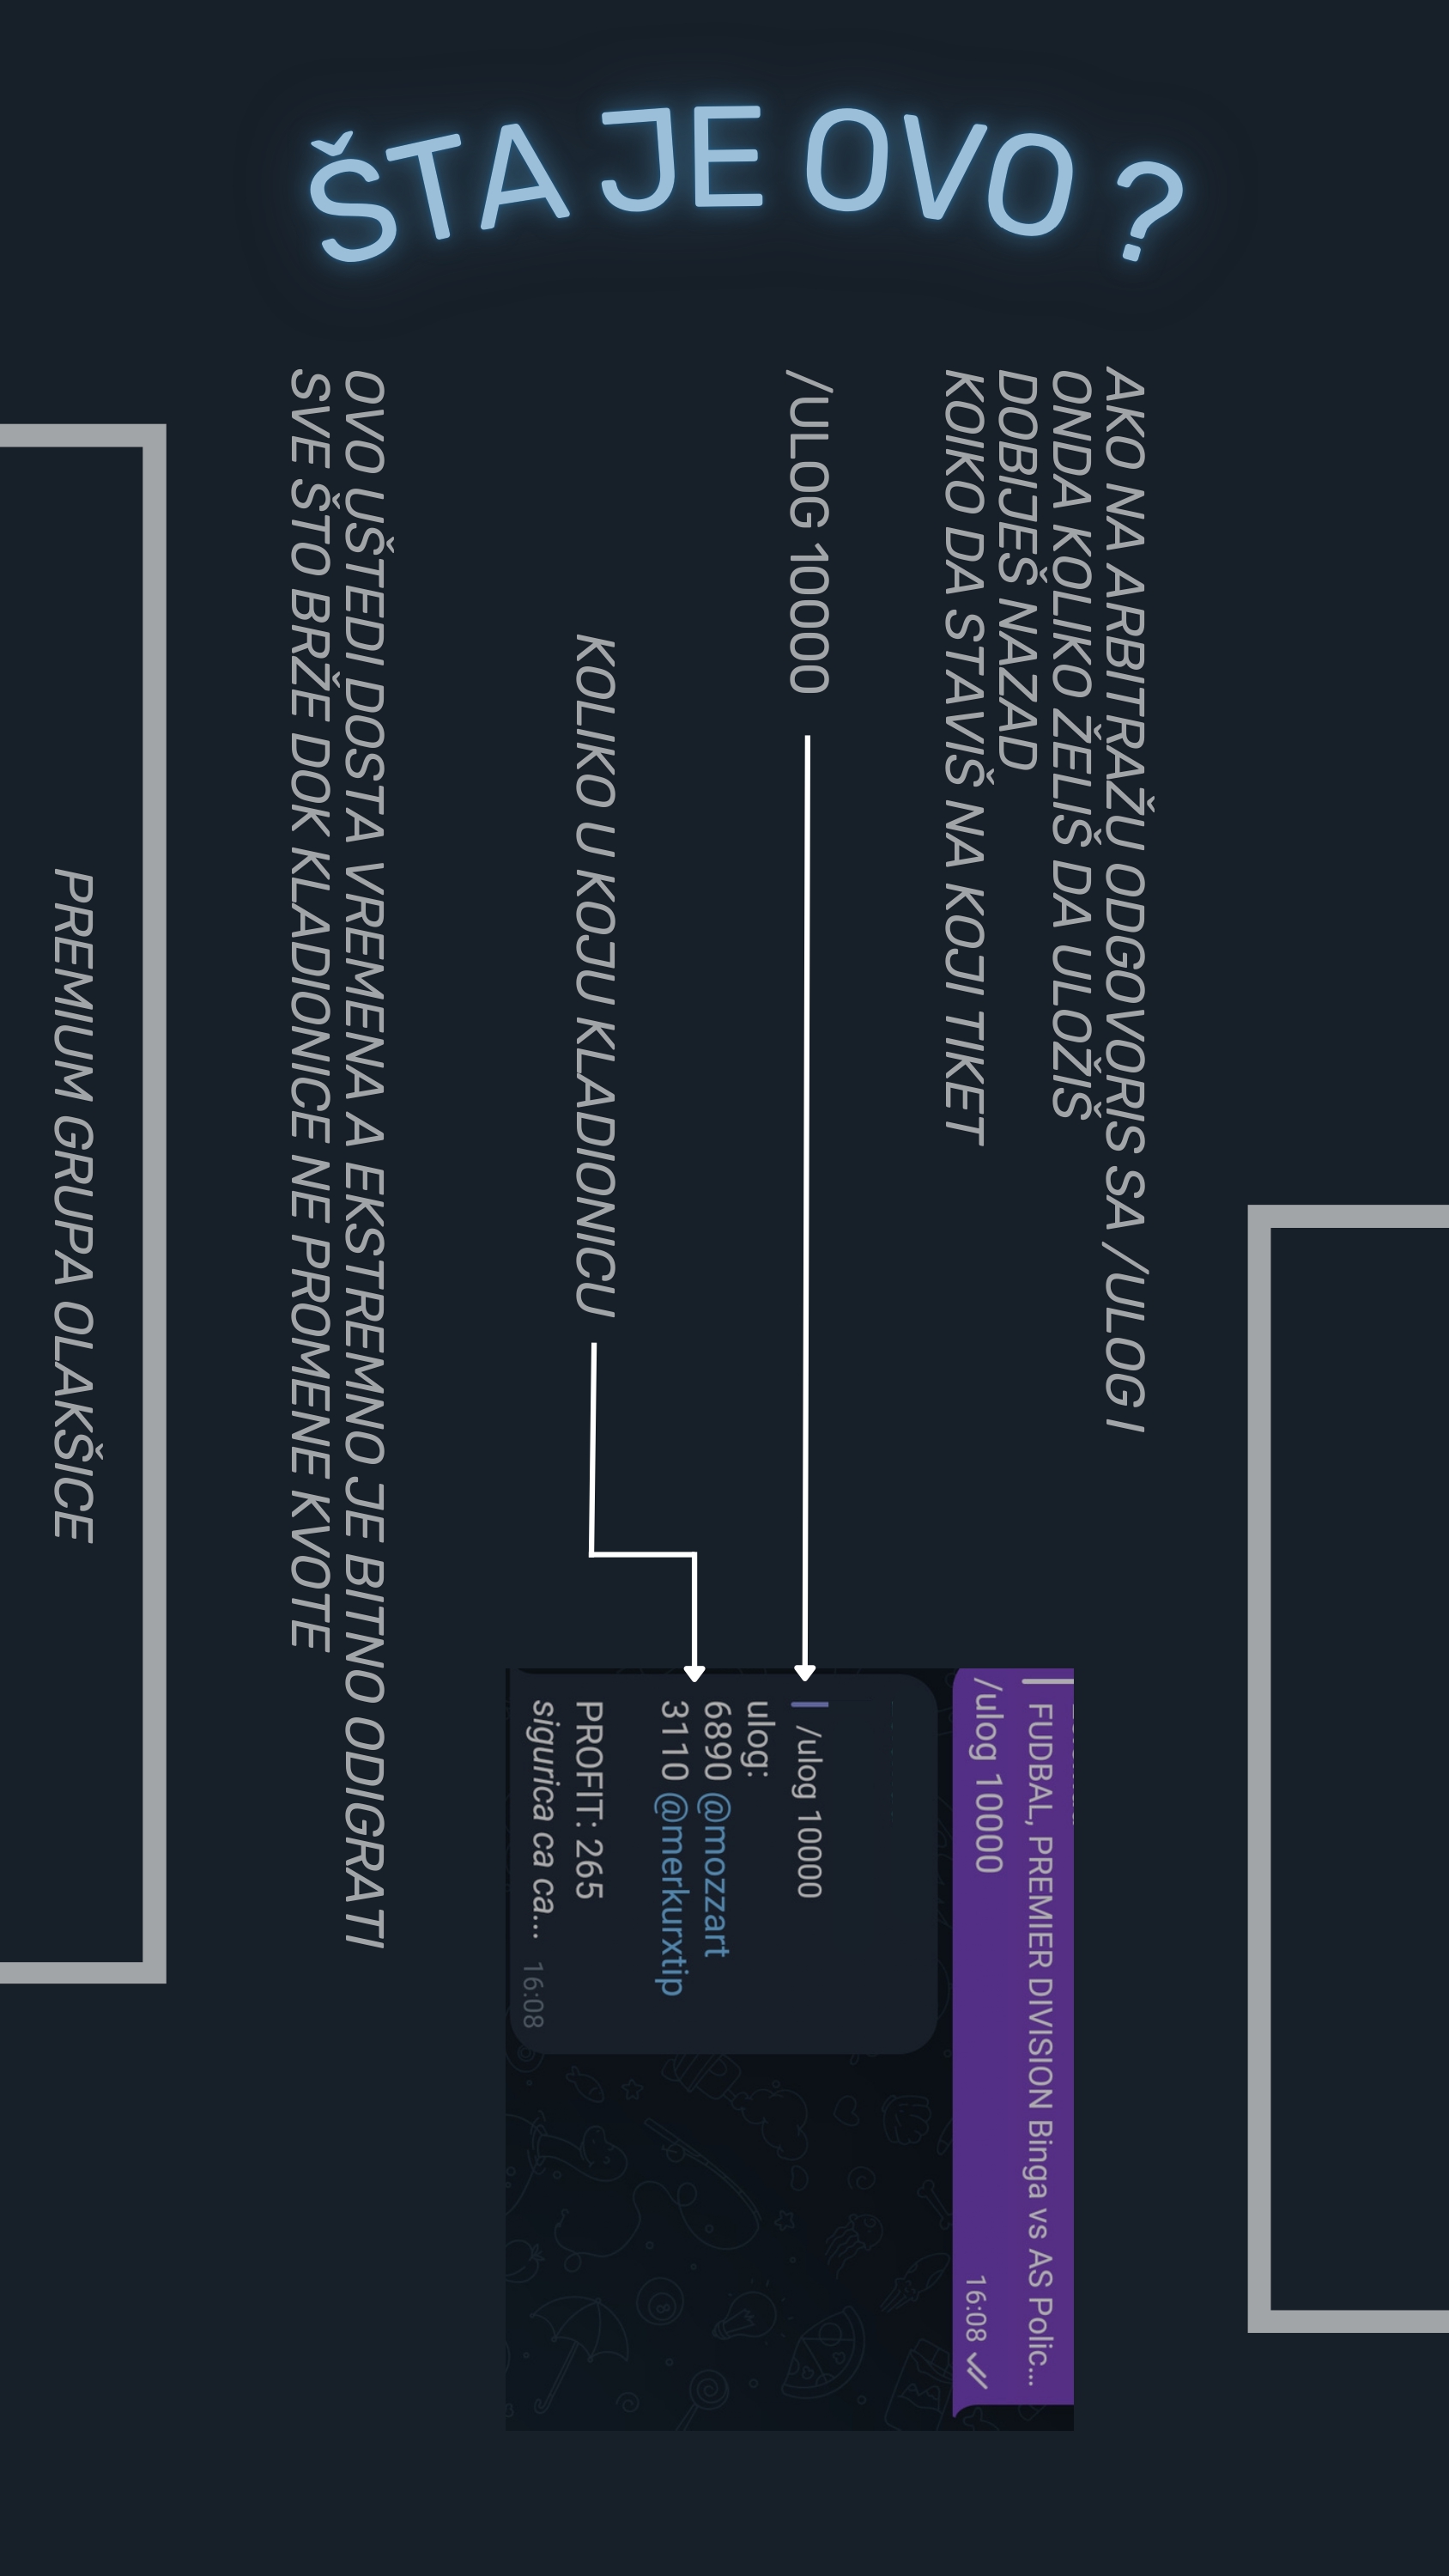 ŠTA JE OVO ?
AKO NA ARBITRAŽU ODGOVORIŠ SA /ULOG I
ONDA KOLIKO ŽELIŠ DA ULOŽIŠ
DOBIJEŠ NAZAD
KOIKO DA STAVIŠ NA KOJI TIKET
/ULOG 10000
KOLIKO U KOJU KLADIONICU
FUDBAL, PREMIER DIVISION Binga vs AS Polic...
/ulog 10000
16:08
/ulog 10000
ulog:
6890 @mozzart
3110 @merkurxtip
PROFIT: 265
sigurica ca ca... 16:08
OVO UŠTEDI DOSTA VREMENA A EKSTREMNO JE BITNO ODIGRATI
SVE ŠTO BRŽE DOK KLADIONICE NE PROMENE KVOTE
PREMIUM GRUPA OLAKŠICE